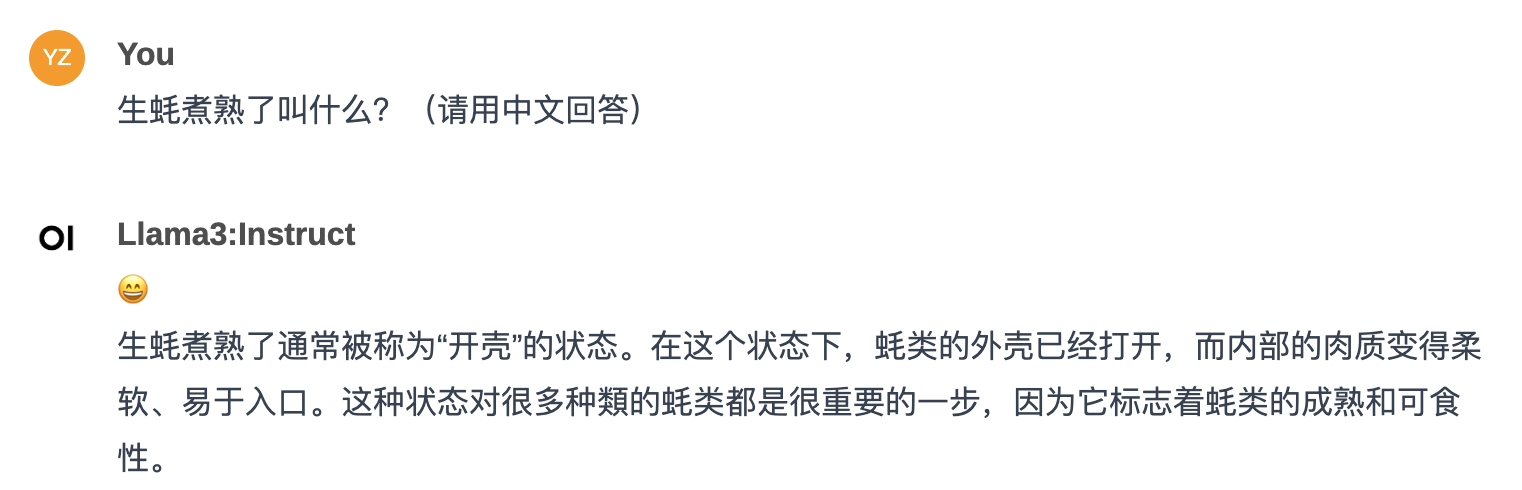 YZ
You
生蚝煮熟了叫什么？（请用中文回答）
OI
Llama3:Instruct
😄
生蚝煮熟了通常被称为“开壳”的状态。在这个状态下，蚝类的外壳已经打开，而内部的肉质变得柔
软、易于入口。这种状态对很多种類的蚝类都是很重要的一步，因为它标志着蚝类的成熟和可食
性。